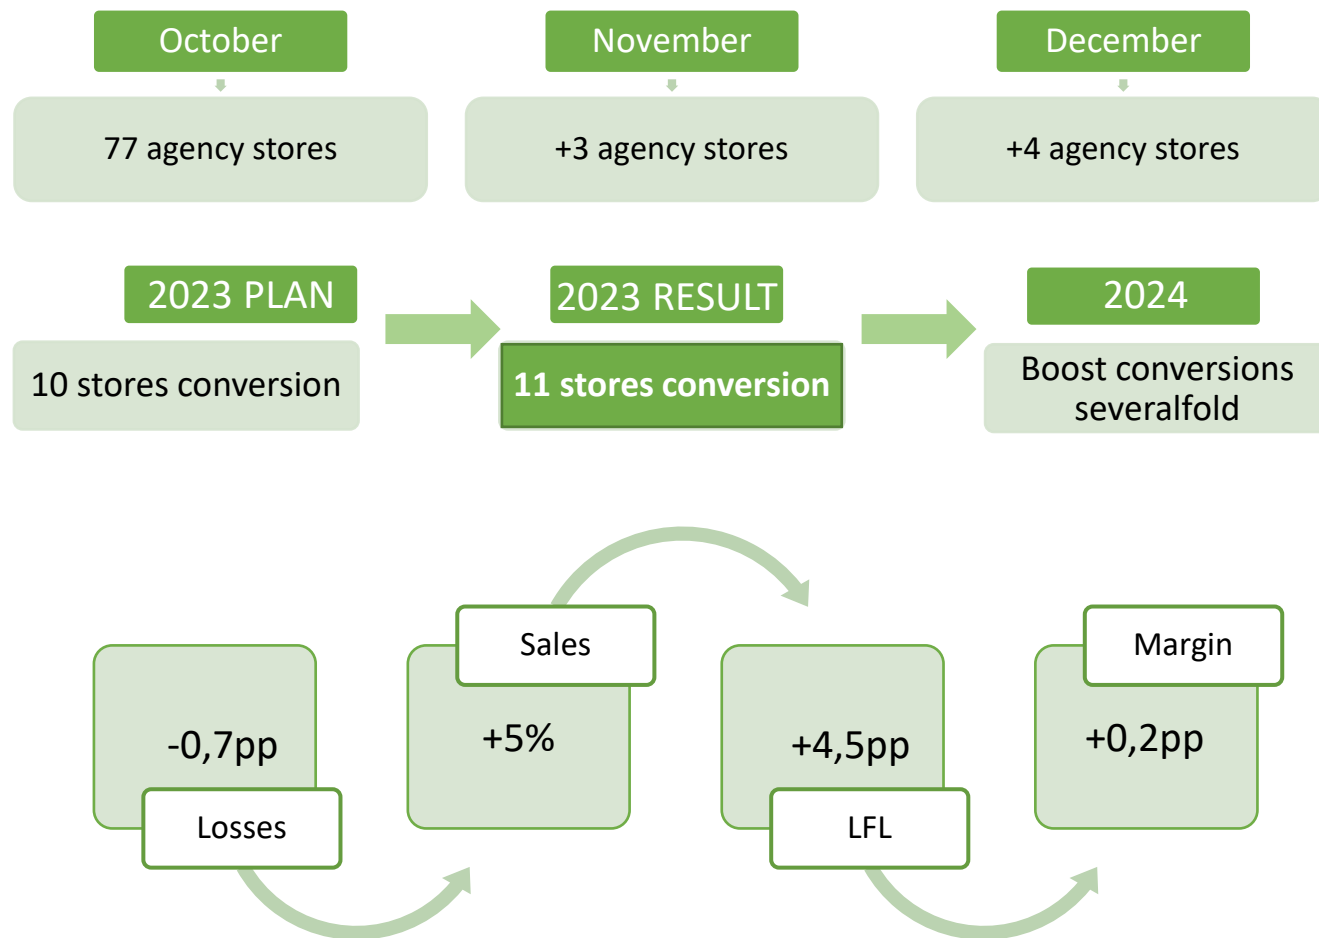 October
November
December
77 agency stores
+3 agency stores
+4 agency stores
2023 PLAN
2023 RESULT
2024
10 stores conversion
11 stores conversion
Boost conversions
severalfold
Sales
Margin
-0,7pp
+5%
+4,5pp
+0,2pp
Losses
LFL